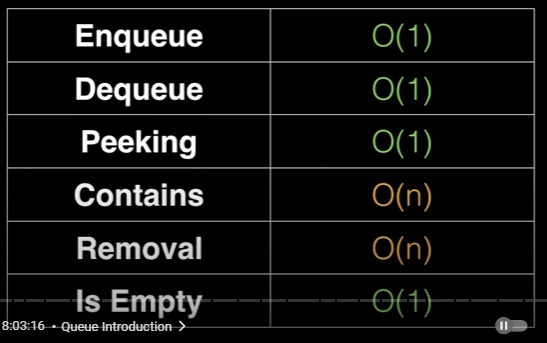 Enqueue O(1)
Dequeue O(1)
Peeking O(1)
Contains O(n)
Removal O(n)
Is Empty O(1)
8:03:16 • Queue Introduction >